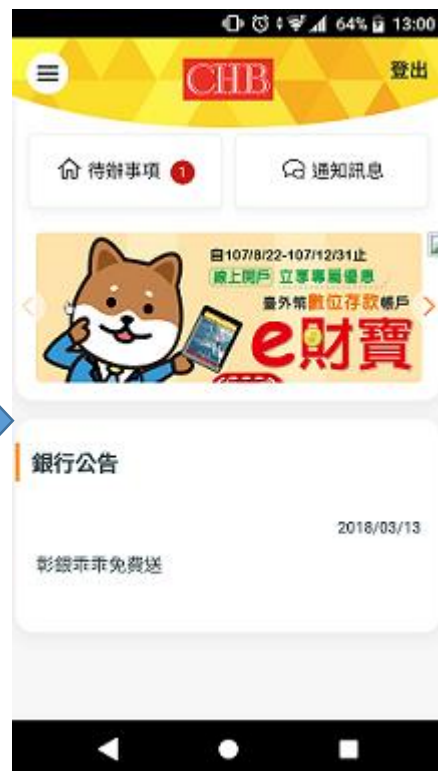 64% 13:00
CHB
登出
待辦事項 1
通知訊息
自107/8/22-107/12/31止
線上開戶 立享專屬優惠
臺外幣數位存款帳戶
e財寶
銀行公告
2018/03/13
彰銀乖乖免費送